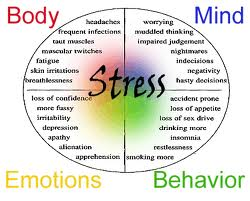 Body
Mind
headaches
frequent infections
taut muscles
muscular twitches
fatigue
skin irritations
breathlessness
worrying
muddled thinking
impaired judgement
nightmares
indecisions
negativity
hasty decisions
Stress
loss of confidence
more fussy
irritability
depression
apathy
alienation
apprehension
accident prone
loss of appetite
loss of sex drive
drinking more
insomnia
restlessness
smoking more
Emotions
Behavior